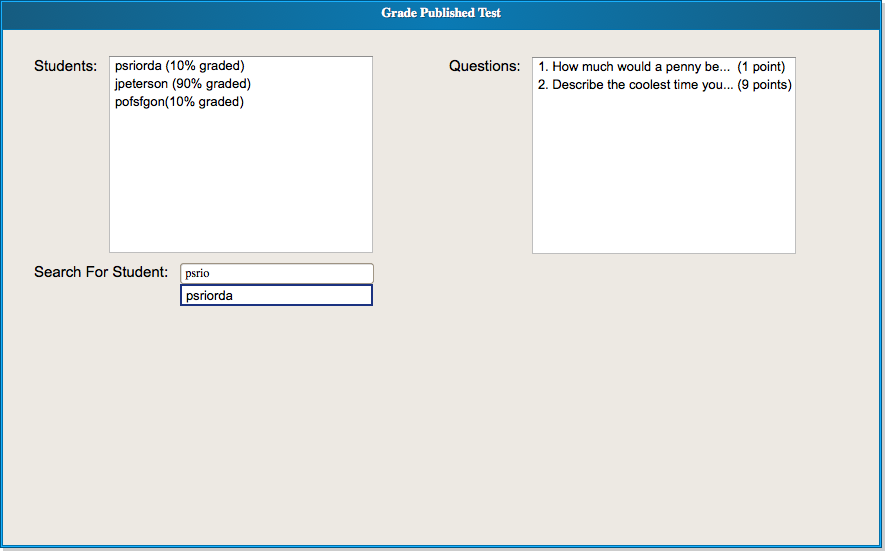 Grade Published Test
Students:
psriorda (10% graded)
jpeterson (90% graded)
pofsfgon(10% graded)
Questions:
1. How much would a penny be... (1 point)
2. Describe the coolest time you... (9 points)
Search For Student:
psrio
psriorda